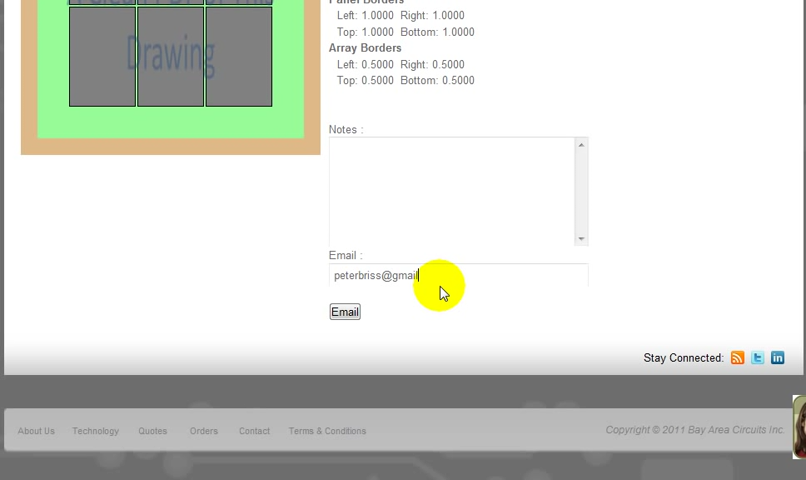 Drawing
Left: 1.0000 Right: 1.0000
Top: 1.0000 Bottom: 1.0000
Array Borders
Left: 0.5000 Right: 0.5000
Top: 0.5000 Bottom: 0.5000
Notes :
Email :
peterbriss@gmail
Email
Stay Connected:
About Us Technology Quotes Orders Contact Terms & Conditions
Copyright © 2011 Bay Area Circuits Inc.